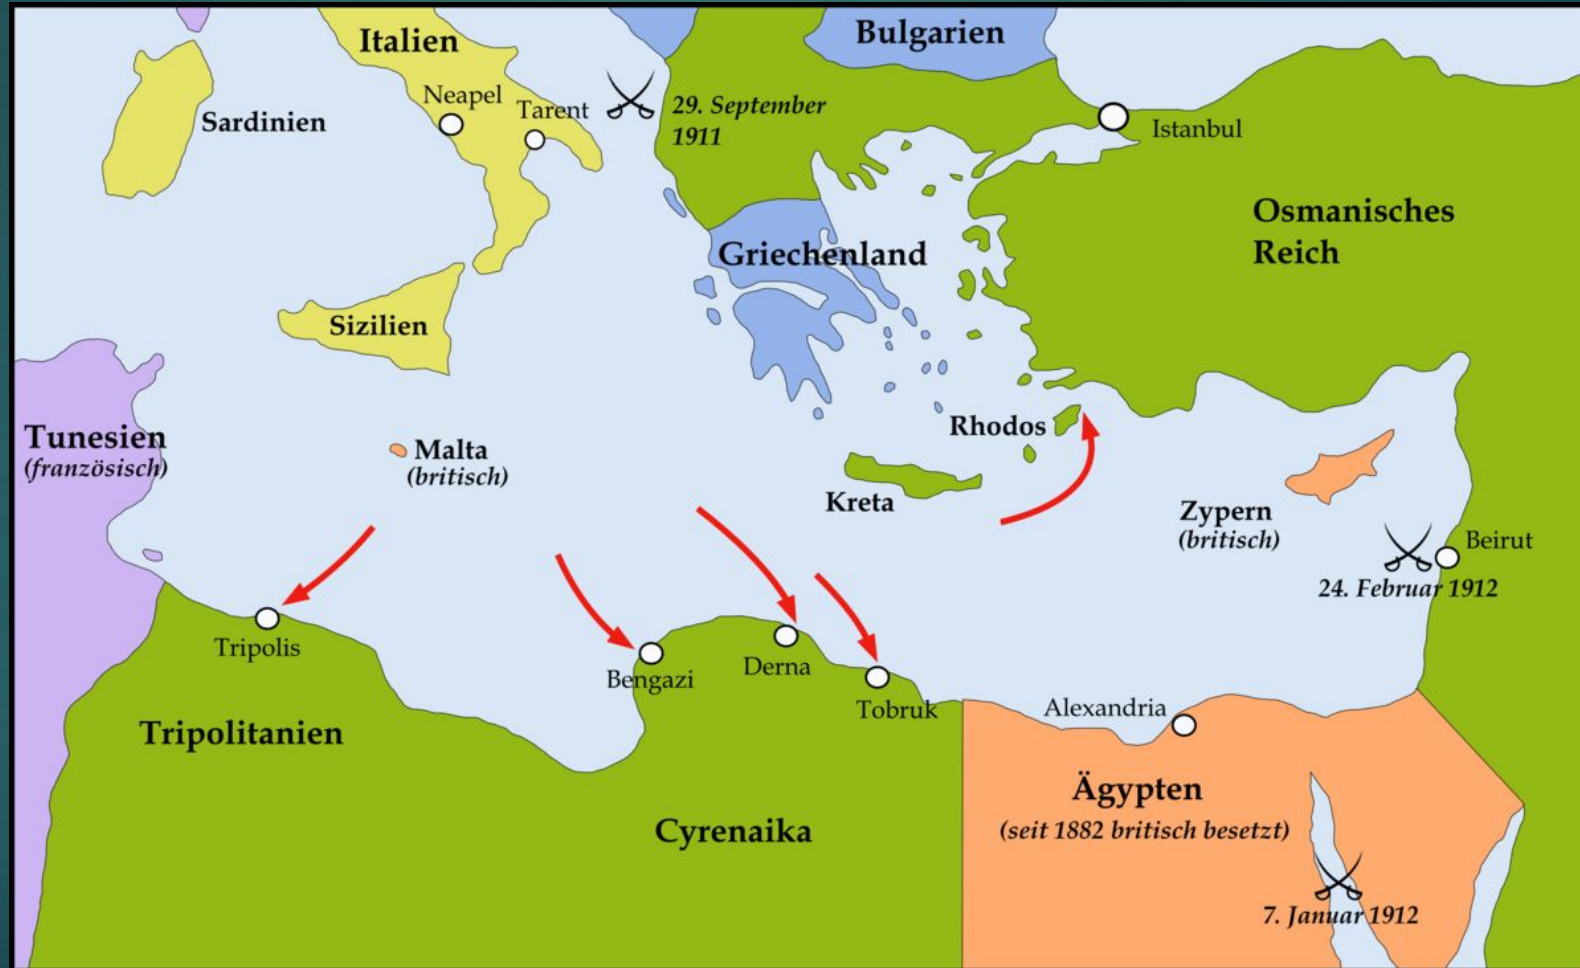 Italien
Bulgarien
Neapel
Tarent
29. September
1911
Sardinien
Istanbul
Osmanisches
Reich
Griechenland
Sizilien
Tunesien
(französisch)
Malta
(britisch)
Rhodos
Kreta
Zypern
(britisch)
Beirut
24. Februar 1912
Tripolis
Bengazi
Derna
Tobruk
Alexandria
Tripolitanien
Ägypten
(seit 1882 britisch besetzt)
Cyrenaika
7. Januar 1912